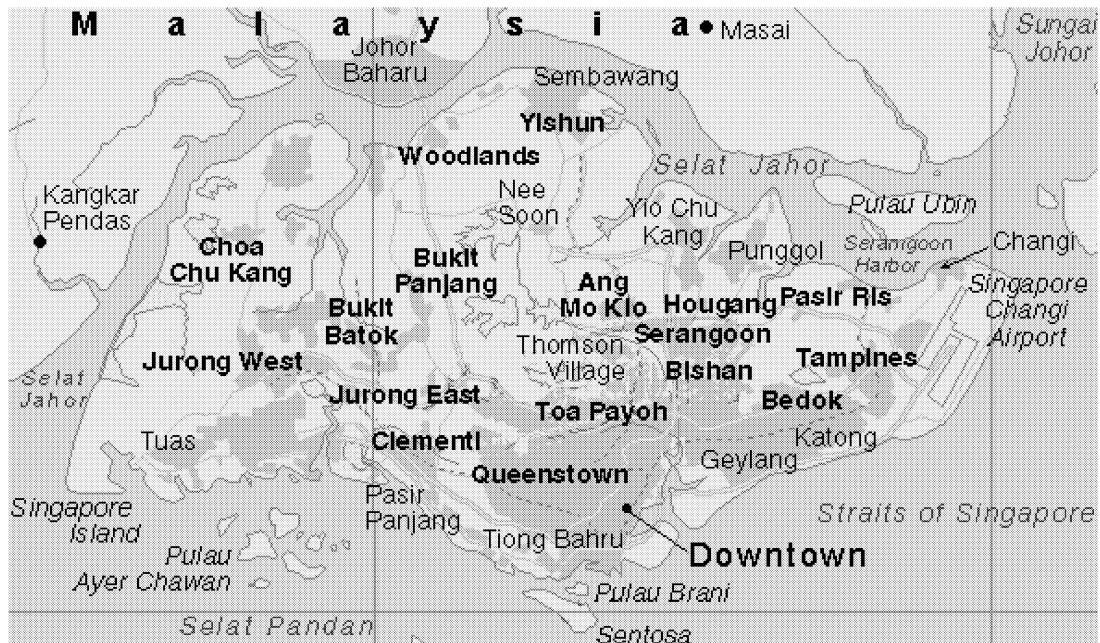 M a l a y s i a
Masai
Sungai
Johor
Johor
Baharu
Sembawang
Yishun
Woodlands
Selat Jahor
Nee
Soon
Kangkar
Pendas
Yio Chu
Kang
Pulau Ubin
Punggol
Seramgoon
Harbor
Changi
Choa
Chu Kang
Bukit
Panjang
Ang
Mo Kio
Hougang
Pasir Ris
Singapore
Changi
Airport
Bukit
Batok
Serangoon
Thomson
Village
Jurong West
Bishan
Tampines
Selat
Jahor
Jurong East
Toa Payoh
Bedok
Tuas
Clementi
Katong
Geylang
Queenstown
Singapore
Island
Pasir
Panjang
Straits of Singapore
Tiong Bahru
Downtown
Pulau
Ayer Chawan
Pulau Brani
Selat Pandan
Sentosa